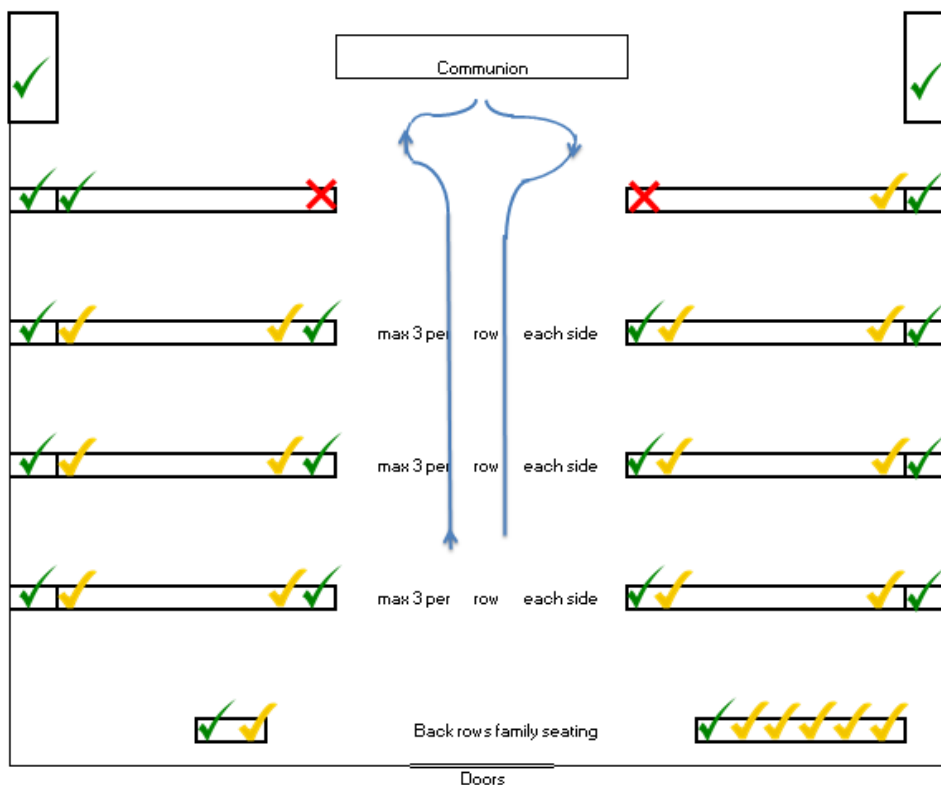 Communion
max 3 per row each side
max 3 per row each side
max 3 per row each side
Back rows family seating
Doors